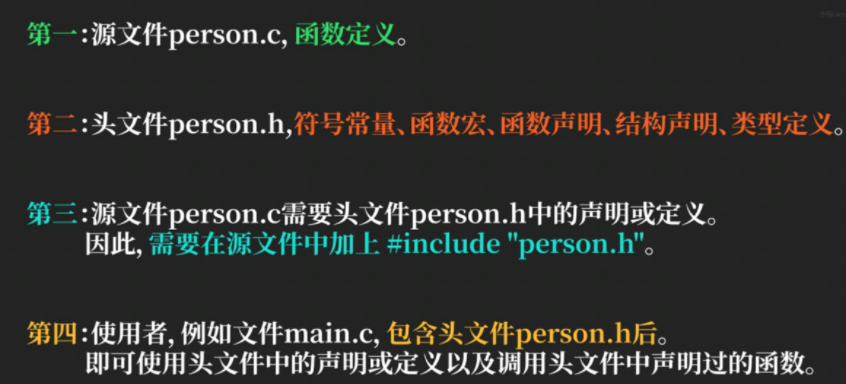 第一:源文件person.c, 函数定义。
第二:头文件person.h,符号常量、函数宏、函数声明、结构声明、类型定义。
第三:源文件person.c需要头文件person.h中的声明或定义。
因此, 需要在源文件中加上 #include "person.h"。
第四:使用者, 例如文件main.c, 包含头文件person.h后。
即可使用头文件中的声明或定义以及调用头文件中声明过的函数。